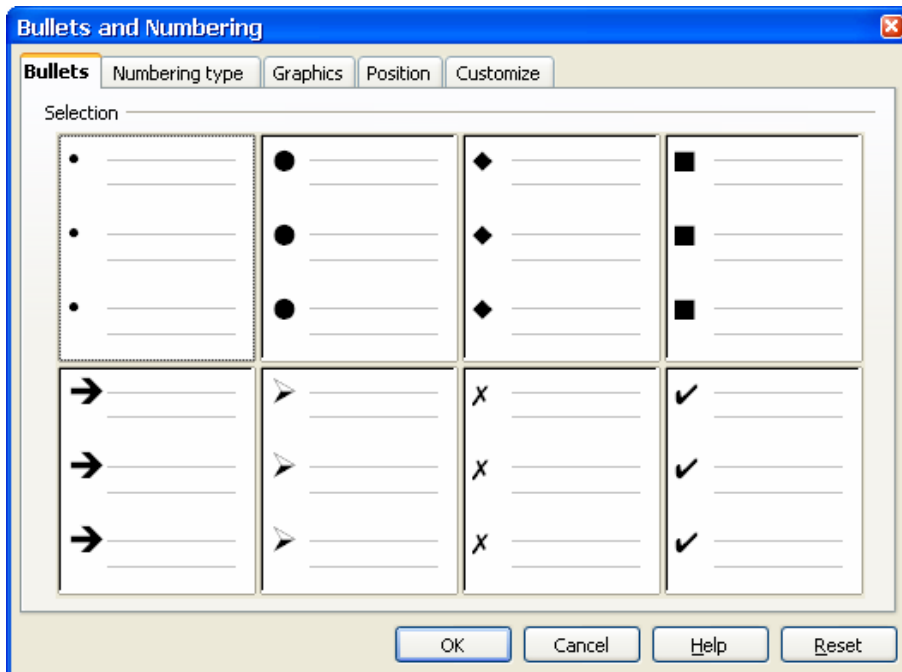 Bullets and Numbering
Bullets Numbering type Graphics Position Customize
Selection
OK Cancel Help Reset